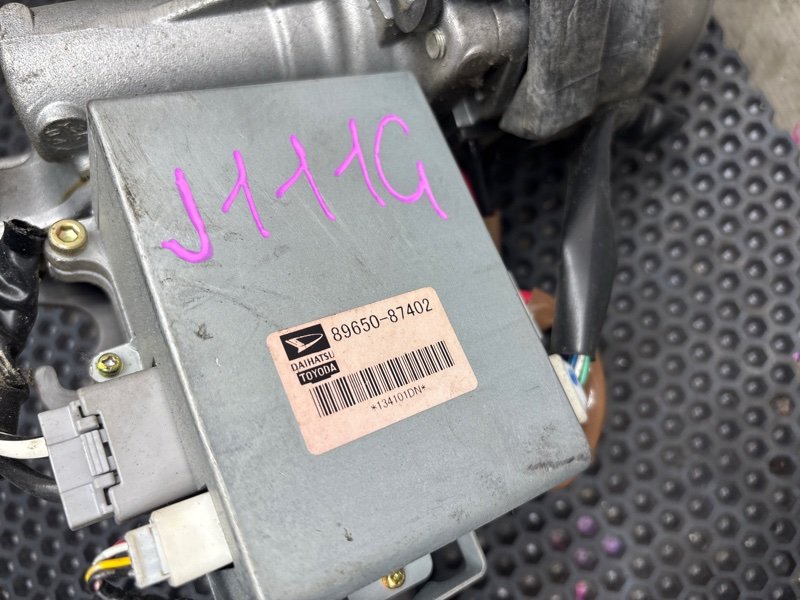 J111G
89650-87402
DAIHATSU
TOYODA
*134101DN*